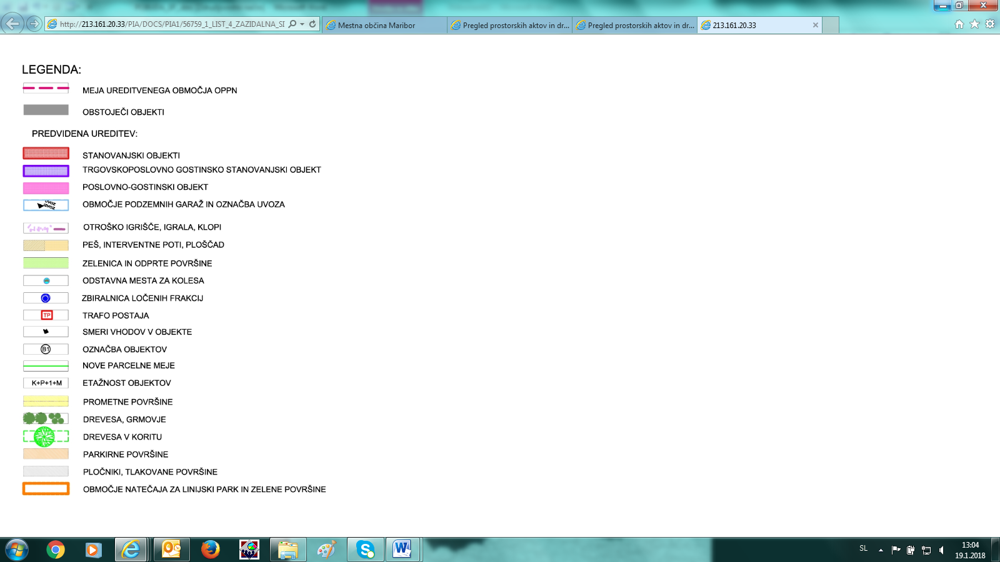 http://213.161.20.33/PIA/DOCS/PIA1/56759_1_LIST_4_ZAZIDALNA_SI
Mestna občina Maribor
Pregled prostorskih aktov in dr...
Pregled prostorskih aktov in dr...
213.161.20.33
LEGENDA:
MEJA UREDITVENEGA OBMOČJA OPPN
OBSTOJEČI OBJEKTI
PREDVIDENA UREDITEV:
STANOVANJSKI OBJEKTI
TRGOVSKOPOSLOVNO GOSTINSKO STANOVANJSKI OBJEKT
POSLOVNO-GOSTINSKI OBJEKT
UVOZ
IZVOZ
OBMOČJE PODZEMNIH GARAŽ IN OZNAČBA UVOZA
OTROŠKO IGRIŠČE, IGRALA, KLOPI
PEŠ, INTERVENTNE POTI, PLOŠČAD
ZELENICA IN ODPRTE POVRŠINE
ODSTAVNA MESTA ZA KOLESA
ZBIRALNICA LOČENIH FRAKCIJ
TP TRAFO POSTAJA
SMERI VHODOV V OBJEKTE
B1 OZNAČBA OBJEKTOV
NOVE PARCELNE MEJE
K+P+1+M ETAŽNOST OBJEKTOV
PROMETNE POVRŠINE
DREVESA, GRMOVJE
DREVESA V KORITU
PARKIRNE POVRŠINE
PLOČNIKI, TLAKOVANE POVRŠINE
OBMOČJE NATEČAJA ZA LINIJSKI PARK IN ZELENE POVRŠINE
SL
13:04
19.1.2018